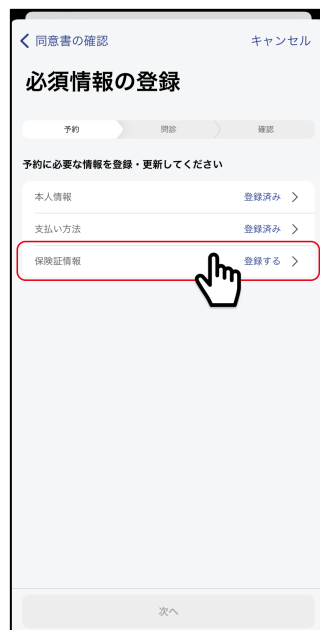 同意書の確認
キャンセル
必須情報の登録
予約
問診
確認
予約に必要な情報を登録・更新してください
本人情報
登録済み
支払い方法
登録済み
保険証情報
登録する
次へ